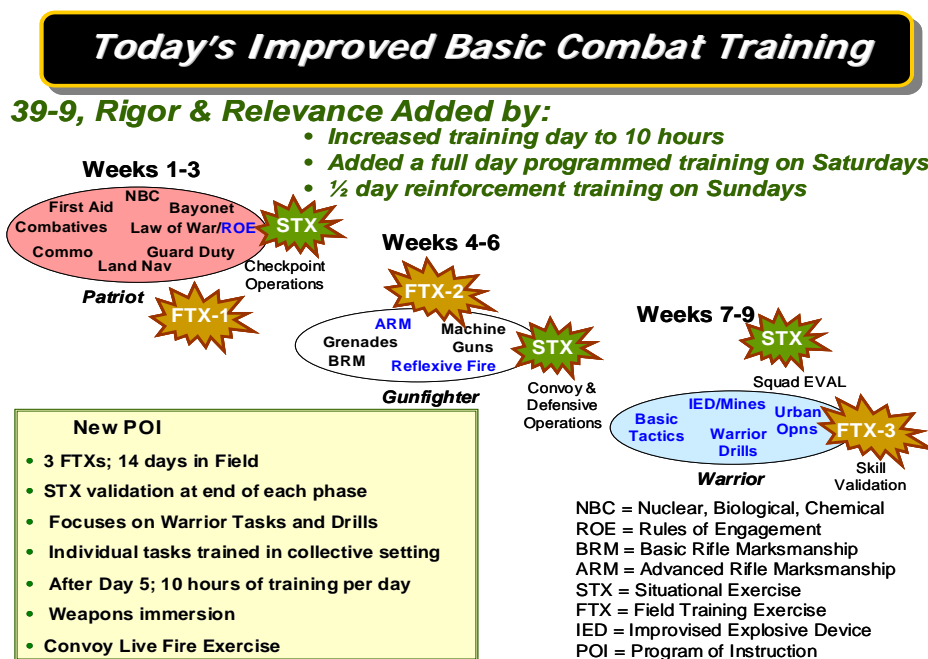 Today's Improved Basic Combat Training
39-9, Rigor & Relevance Added by:
• Increased training day to 10 hours
• Added a full day programmed training on Saturdays
• ½ day reinforcement training on Sundays
Weeks 1-3
NBC
First Aid
Bayonet
Combatives
Law of War/ROE
Commo
Guard Duty
Land Nav
STX
Checkpoint
Operations
Patriot
FTX-1
Weeks 4-6
FTX-2
ARM
Machine
Guns
Grenades
BRM
Reflexive Fire
STX
Convoy &
Defensive
Operations
Gunfighter
Weeks 7-9
STX
Squad EVAL
IED/Mines
Urban
Opns
Basic
Tactics
Warrior
Drills
FTX-3
Skill
Validation
Warrior
New POI
• 3 FTXs; 14 days in Field
• STX validation at end of each phase
• Focuses on Warrior Tasks and Drills
• Individual tasks trained in collective setting
• After Day 5; 10 hours of training per day
• Weapons immersion
• Convoy Live Fire Exercise
NBC = Nuclear, Biological, Chemical
ROE = Rules of Engagement
BRM = Basic Rifle Marksmanship
ARM = Advanced Rifle Marksmanship
STX = Situational Exercise
FTX = Field Training Exercise
IED = Improvised Explosive Device
POI = Program of Instruction